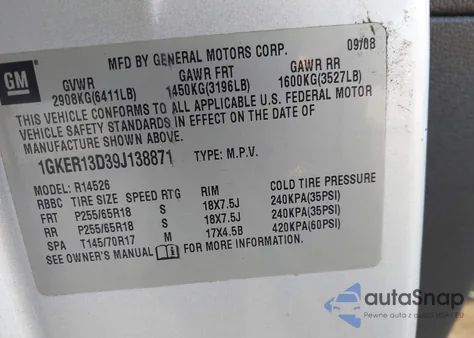 MFD BY GENERAL MOTORS CORP. 09/08
GM
GVWR GAWR FRT GAWR RR
2908KG(6411LB) 1450KG(3196LB) 1600KG(3527LB)
THIS VEHICLE CONFORMS TO ALL APPLICABLE U.S. FEDERAL MOTOR
VEHICLE SAFETY STANDARDS IN EFFECT ON THE DATE OF
MANUFACTURE SHOWN ABOVE.
1GKER13D39J138871 TYPE: M.P.V.
MODEL: R14526
RBBC TIRE SIZE SPEED RTG RIM COLD TIRE PRESSURE
FRT P255/65R18 S 18X7.5J 240KPA(35PSI)
RR P255/65R18 S 18X7.5J 240KPA(35PSI)
SPA T145/70R17 M 17X4.5B 420KPA(60PSI)
SEE OWNER'S MANUAL FOR MORE INFORMATION.
autoSnap
Pewne auta z USA i EU